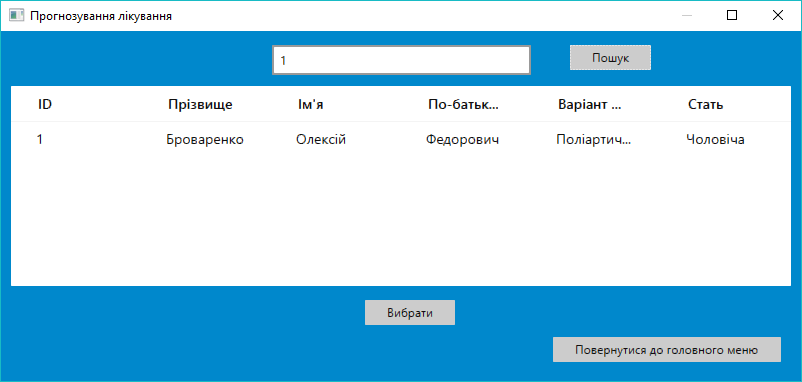 Прогнозування лікування
1 Пошук
ID Прізвище Ім'я По-батьк... Варіант ... Стать
1 Броваренко Олексій Федорович Поліартич... Чоловіча
Вибрати
Повернутися до головного меню